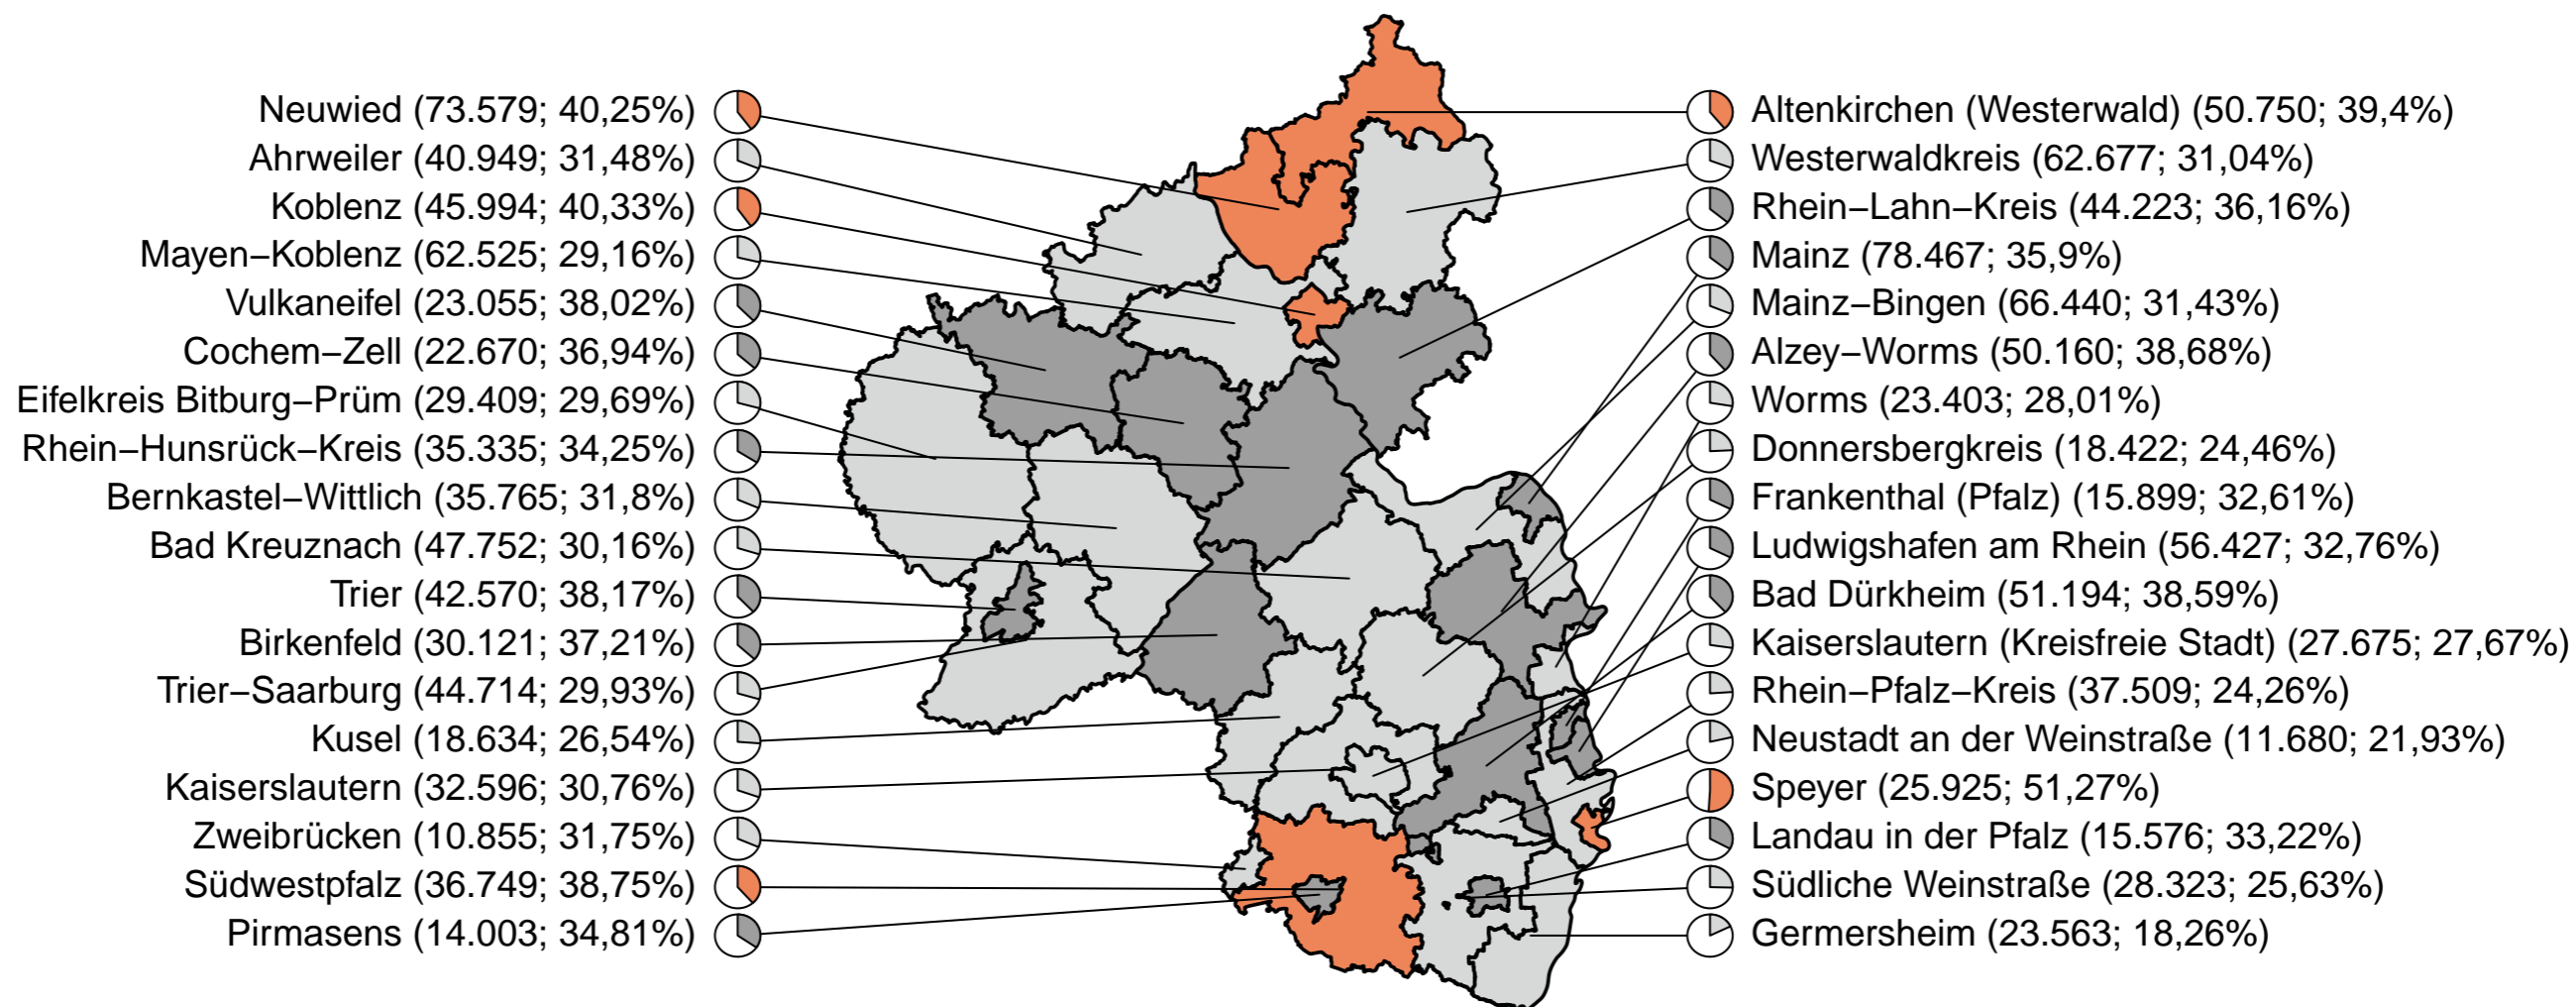 Neuwied (73.579; 40,25%)
Ahrweiler (40.949; 31,48%)
Koblenz (45.994; 40,33%)
Mayen−Koblenz (62.525; 29,16%)
Vulkaneifel (23.055; 38,02%)
Cochem−Zell (22.670; 36,94%)
Eifelkreis Bitburg−Prüm (29.409; 29,69%)
Rhein−Hunsrück−Kreis (35.335; 34,25%)
Bernkastel−Wittlich (35.765; 31,8%)
Bad Kreuznach (47.752; 30,16%)
Trier (42.570; 38,17%)
Birkenfeld (30.121; 37,21%)
Trier−Saarburg (44.714; 29,93%)
Kusel (18.634; 26,54%)
Kaiserslautern (32.596; 30,76%)
Zweibrücken (10.855; 31,75%)
Südwestpfalz (36.749; 38,75%)
Pirmasens (14.003; 34,81%)
Altenkirchen (Westerwald) (50.750; 39,4%)
Westerwaldkreis (62.677; 31,04%)
Rhein−Lahn−Kreis (44.223; 36,16%)
Mainz (78.467; 35,9%)
Mainz−Bingen (66.440; 31,43%)
Alzey−Worms (50.160; 38,68%)
Worms (23.403; 28,01%)
Donnersbergkreis (18.422; 24,46%)
Frankenthal (Pfalz) (15.899; 32,61%)
Ludwigshafen am Rhein (56.427; 32,76%)
Bad Dürkheim (51.194; 38,59%)
Kaiserslautern (Kreisfreie Stadt) (27.675; 27,67%)
Rhein−Pfalz−Kreis (37.509; 24,26%)
Neustadt an der Weinstraße (11.680; 21,93%)
Speyer (25.925; 51,27%)
Landau in der Pfalz (15.576; 33,22%)
Südliche Weinstraße (28.323; 25,63%)
Germersheim (23.563; 18,26%)